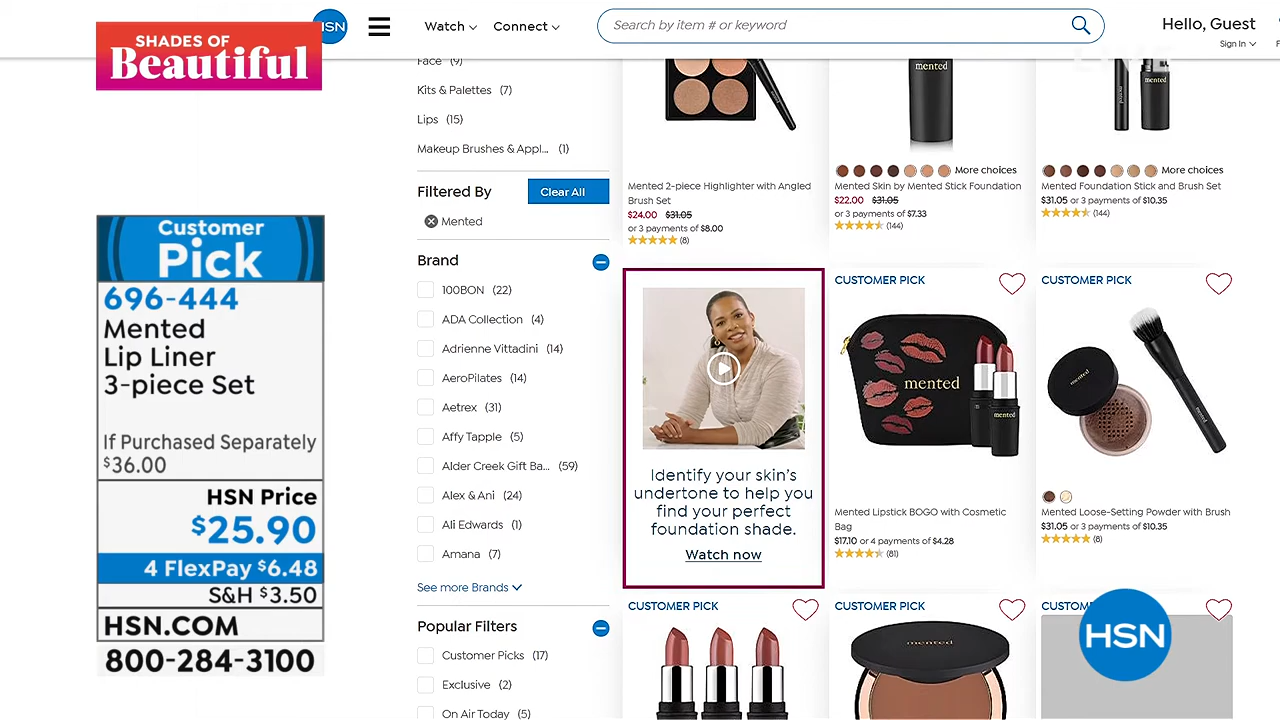 SHADES OF
Beautiful
HSN
Watch
Connect
Search by item # or keyword
Hello, Guest
Sign In
LIVE
Customer
Pick
696-444
Mented
Lip Liner
3-piece Set
If Purchased Separately
$36.00
HSN Price
$25.90
4 FlexPay $6.48
S&H $3.50
HSN.COM
800-284-3100
Face (9)
Kits & Palettes (7)
Lips (15)
Makeup Brushes & Appl... (1)
Filtered By
Clear All
Mented
Brand
100BON (22)
ADA Collection (4)
Adrienne Vittadini (14)
AeroPilates (14)
Aetrex (31)
Affy Tapple (5)
Alder Creek Gift Ba... (59)
Alex & Ani (24)
Ali Edwards (1)
Amana (7)
See more Brands
Popular Filters
Customer Picks (17)
Exclusive (2)
On Air Today (5)
Mented 2-piece Highlighter with Angled
Brush Set
$24.00 $31.05
or 3 payments of $8.00
(8)
mented
More choices
Mented Skin by Mented Stick Foundation
$22.00 $31.05
or 3 payments of $7.33
(144)
mented
More choices
Mented Foundation Stick and Brush Set
$31.05 or 3 payments of $10.35
(144)
Identify your skin's
undertone to help you
find your perfect
foundation shade.
Watch now
CUSTOMER PICK
mented
mented
Mented Lipstick BOGO with Cosmetic
Bag
$17.10 or 4 payments of $4.28
(81)
CUSTOMER PICK
mented
Mented Loose-Setting Powder with Brush
$31.05 or 3 payments of $10.35
(8)
CUSTOMER PICK
CUSTOMER PICK
mented
CUSTOM
HSN